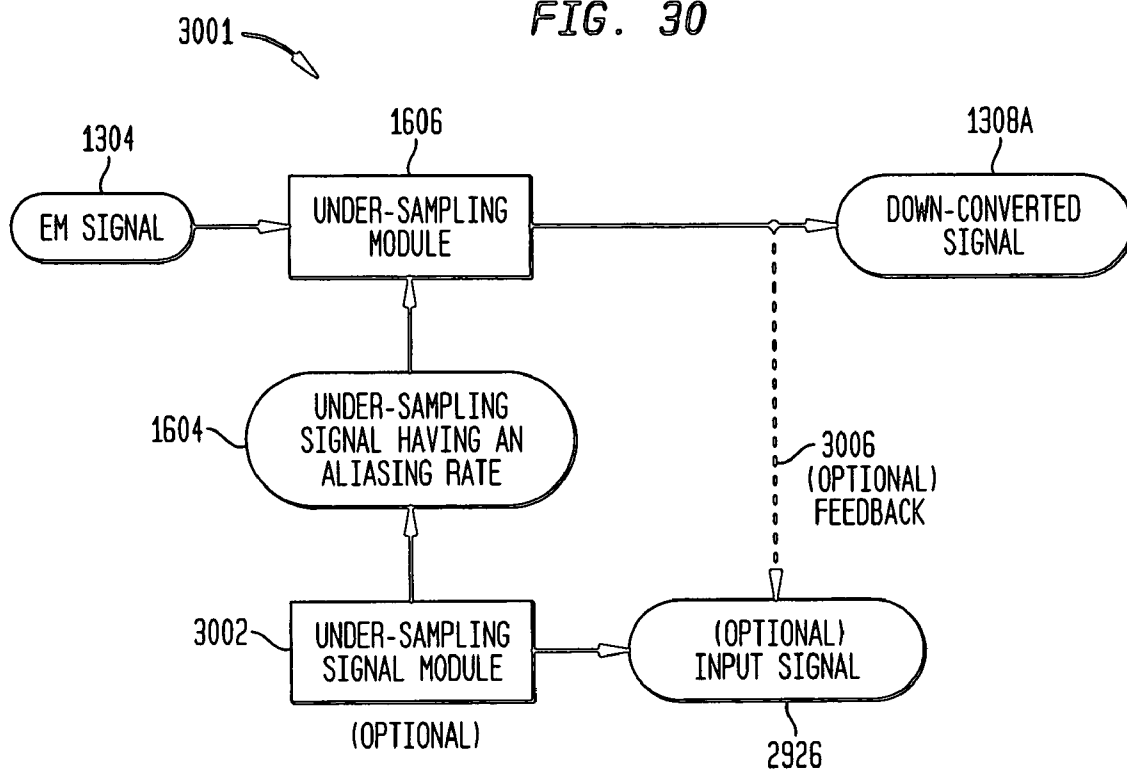 FIG. 30
3001
1304
1606
1308A
EM SIGNAL
UNDER-SAMPLING
MODULE
DOWN-CONVERTED
SIGNAL
1604
UNDER-SAMPLING
SIGNAL HAVING AN
ALIASING RATE
3006
(OPTIONAL)
FEEDBACK
3002
UNDER-SAMPLING
SIGNAL MODULE
(OPTIONAL)
(OPTIONAL)
INPUT SIGNAL
2926